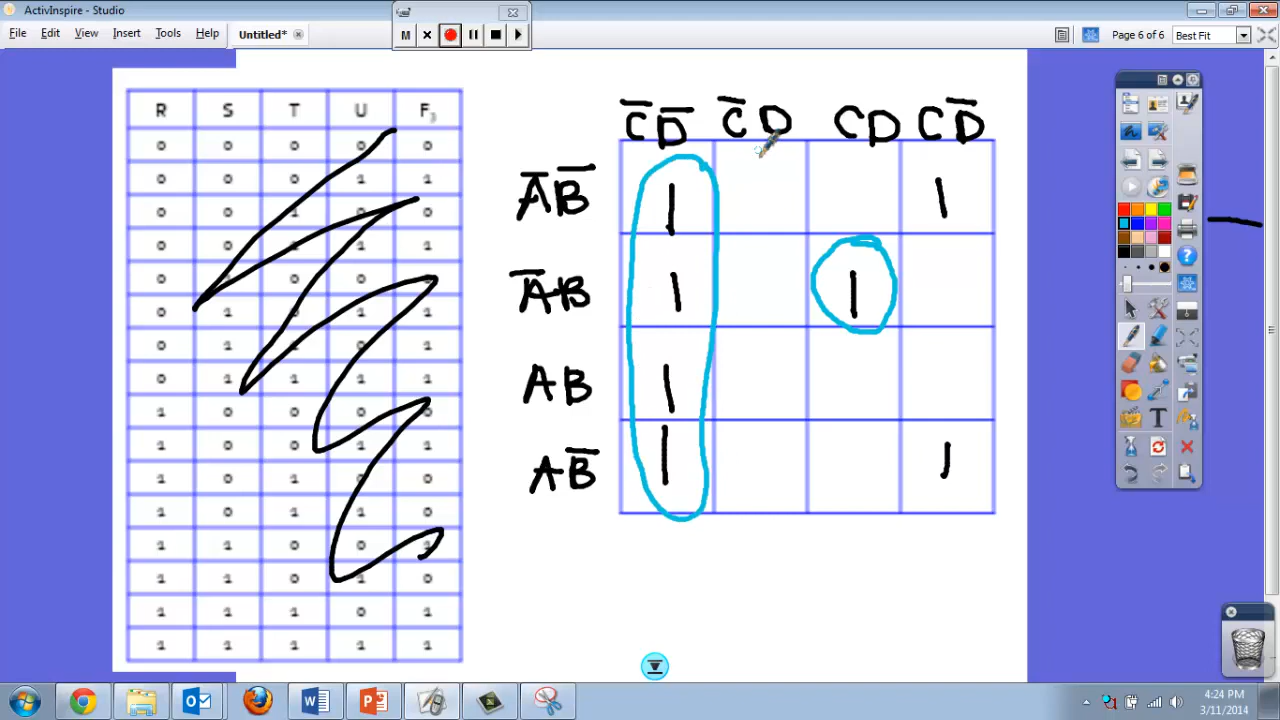 ActivInspire - Studio
File Edit View Insert Tools Help Untitled* Page 6 of 6 Best Fit
M
R S T U F₃
0 0 0 0 0
0 0 0 1 1
0 0 1 0 0
0 0 1 1 1
0 1 0 0 0
0 1 0 1 1
0 1 1 0 1
0 1 1 1 1
1 0 0 0 0
1 0 0 1 1
1 0 1 0 0
1 0 1 1 1
1 1 0 0 1
1 1 0 1 0
1 1 1 0 1
1 1 1 1 1
C̅D̅ C̅D CD CD̅
A̅B̅ 1 1
A̅B 1 1
AB 1
AB̅ 1 1
4:24 PM
3/11/2014